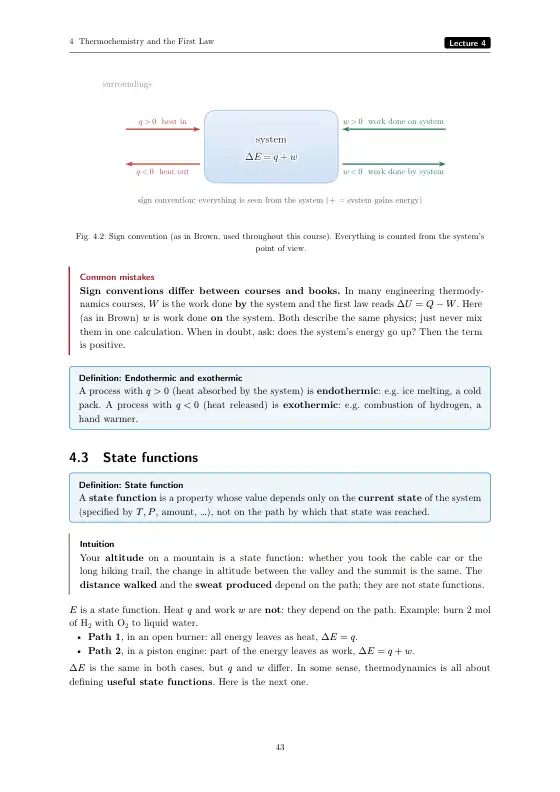 4 Thermochemistry and the First Law
Lecture 4
surroundings
q > 0 heat in
w > 0 work done on system
system
ΔE = q + w
q < 0 heat out
w < 0 work done by system
sign convention: everything is seen from the system (+ = system gains energy)
Fig. 4.2: Sign convention (as in Brown, used throughout this course). Everything is counted from the system's
point of view.
Common mistakes
Sign conventions differ between courses and books. In many engineering thermody-
namics courses, W is the work done by the system and the first law reads ΔU = Q − W. Here
(as in Brown) w is work done on the system. Both describe the same physics; just never mix
them in one calculation. When in doubt, ask: does the system's energy go up? Then the term
is positive.
Definition: Endothermic and exothermic
A process with q > 0 (heat absorbed by the system) is endothermic: e.g. ice melting, a cold
pack. A process with q < 0 (heat released) is exothermic: e.g. combustion of hydrogen, a
hand warmer.
4.3 State functions
Definition: State function
A state function is a property whose value depends only on the current state of the system
(specified by T, P, amount, …), not on the path by which that state was reached.
Intuition
Your altitude on a mountain is a state function: whether you took the cable car or the
long hiking trail, the change in altitude between the valley and the summit is the same. The
distance walked and the sweat produced depend on the path; they are not state functions.
E is a state function. Heat q and work w are not: they depend on the path. Example: burn 2 mol
of H₂ with O₂ to liquid water.
• Path 1, in an open burner: all energy leaves as heat, ΔE = q.
• Path 2, in a piston engine: part of the energy leaves as work, ΔE = q + w.
ΔE is the same in both cases, but q and w differ. In some sense, thermodynamics is all about
defining useful state functions. Here is the next one.
43